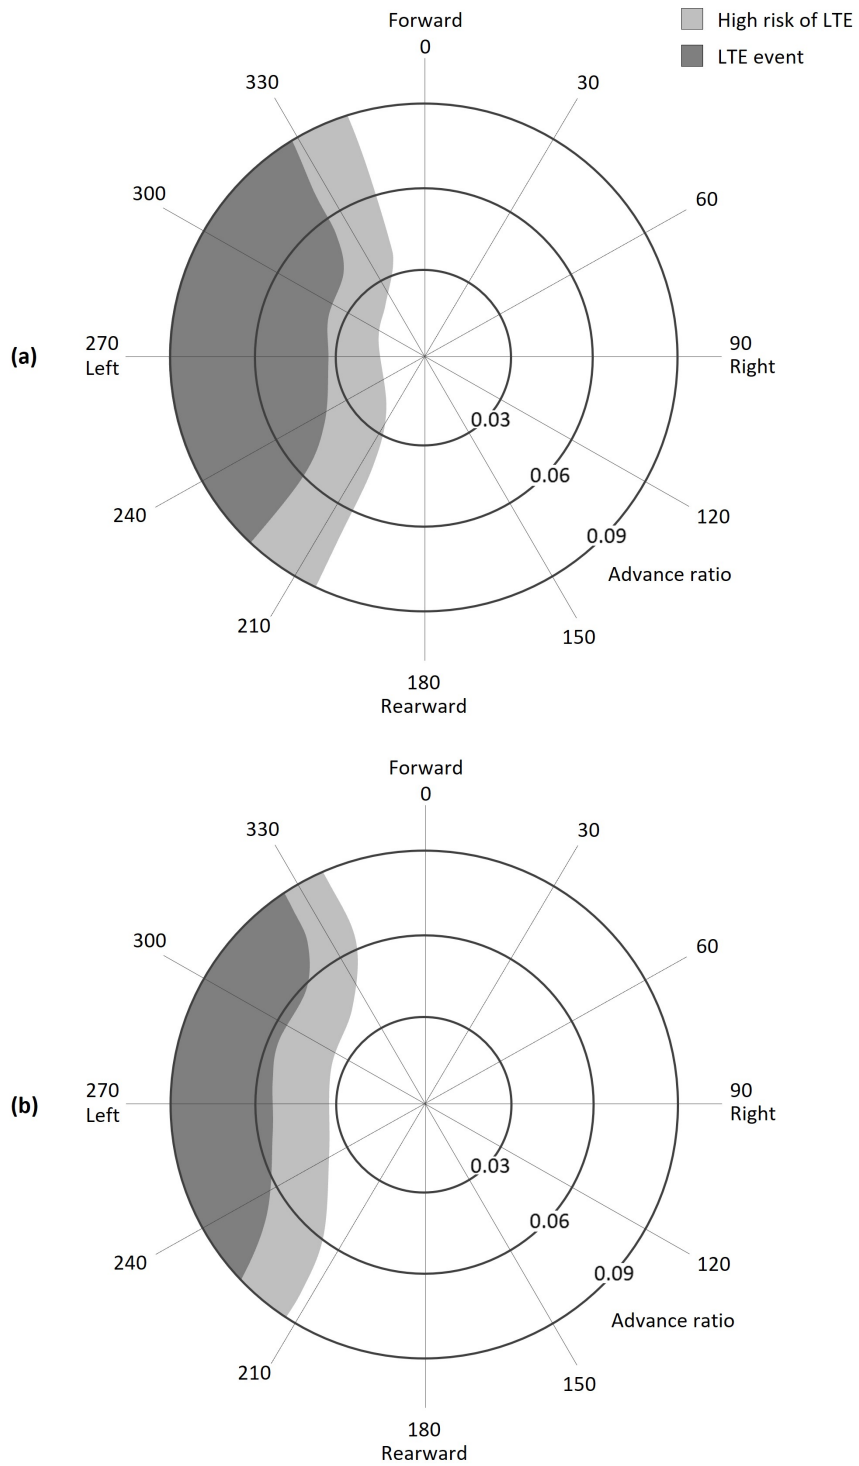 Forward
0
High risk of LTE
LTE event
330
30
300
60
(a)
270
Left
90
Right
0.03
0.06
0.09
240
120
Advance ratio
210
150
180
Rearward
Forward
0
330
30
300
60
(b)
270
Left
90
Right
0.03
0.06
0.09
240
120
Advance ratio
210
150
180
Rearward